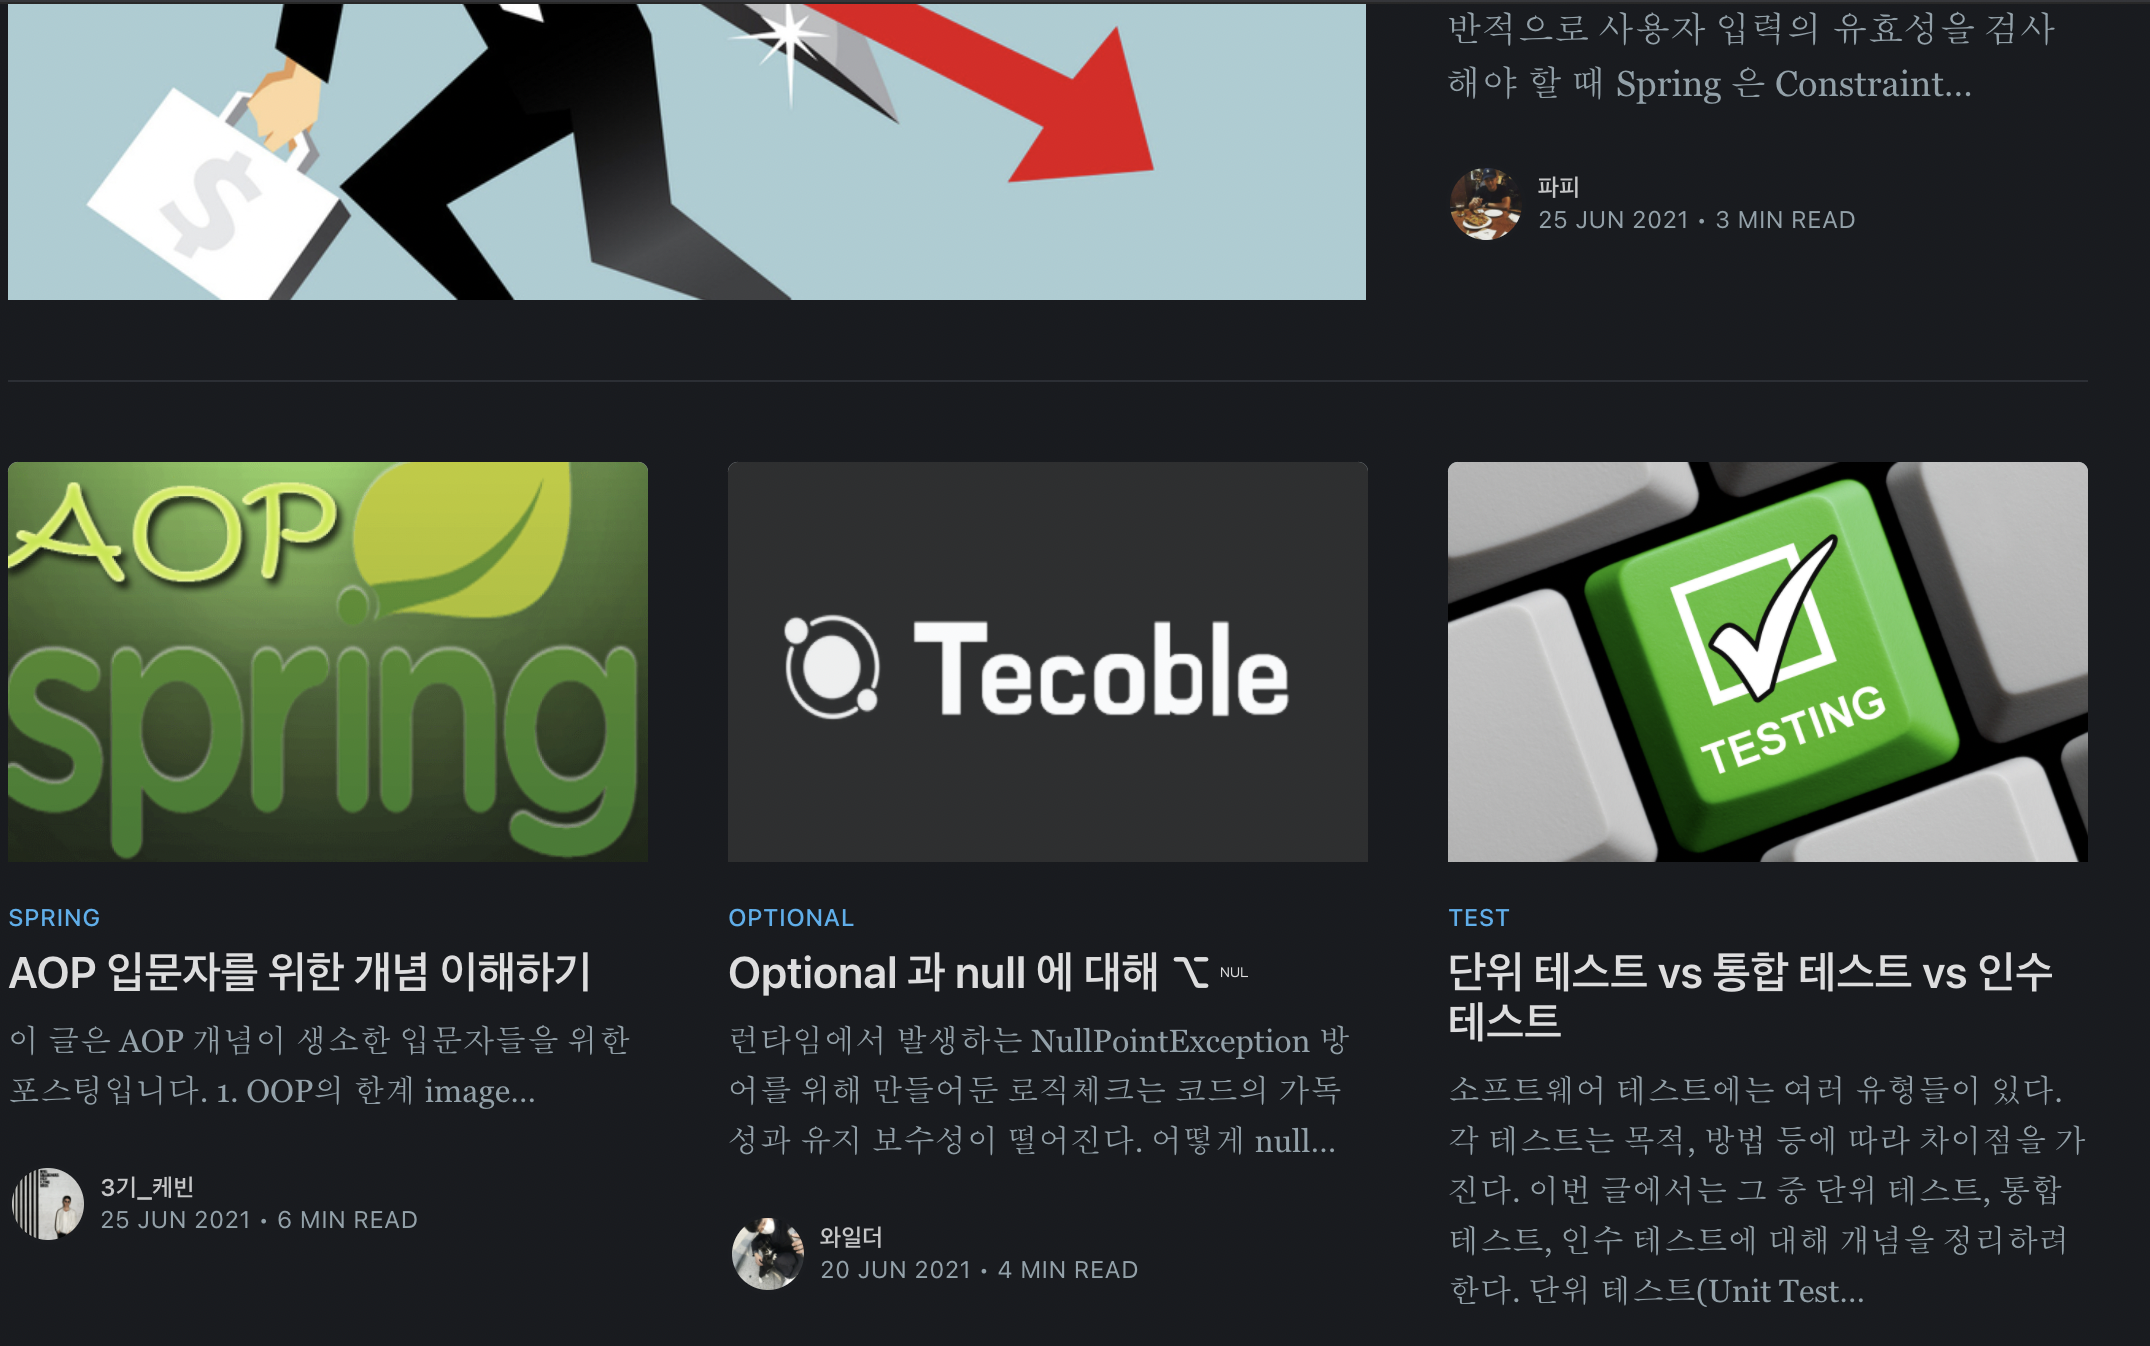 반적으로 사용자 입력의 유효성을 검사
해야 할 때 Spring 은 Constraint...
파피
25 JUN 2021 • 3 MIN READ
$
AOP
spring
Tecoble
TESTING
SPRING
AOP 입문자를 위한 개념 이해하기
이 글은 AOP 개념이 생소한 입문자들을 위한
포스팅입니다. 1. OOP의 한계 image...
3기_케빈
25 JUN 2021 • 6 MIN READ
OPTIONAL
Optional 과 null 에 대해 ⌥ NUL
런타임에서 발생하는 NullPointException 방
어를 위해 만들어둔 로직체크는 코드의 가독
성과 유지 보수성이 떨어진다. 어떻게 null...
와일더
20 JUN 2021 • 4 MIN READ
TEST
단위 테스트 vs 통합 테스트 vs 인수
테스트
소프트웨어 테스트에는 여러 유형들이 있다.
각 테스트는 목적, 방법 등에 따라 차이점을 가
진다. 이번 글에서는 그 중 단위 테스트, 통합
테스트, 인수 테스트에 대해 개념을 정리하려
한다. 단위 테스트(Unit Test...